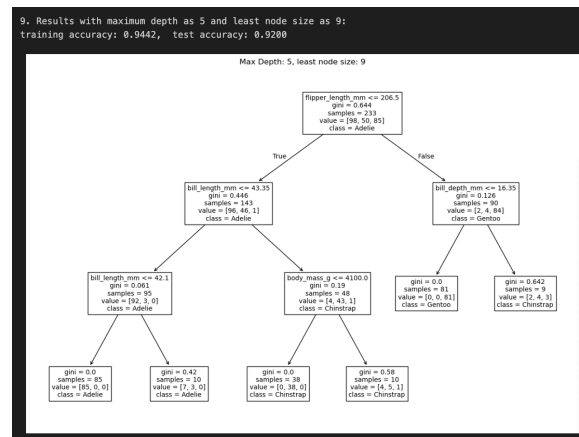 9. Results with maximum depth as 5 and least node size as 9:
training accuracy: 0.9442,  test accuracy: 0.9200
Max Depth: 5, least node size: 9
flipper_length_mm <= 206.5
gini = 0.644
samples = 233
value = [98, 50, 85]
class = Adelie
True
False
bill_length_mm <= 43.35
gini = 0.446
samples = 143
value = [96, 46, 1]
class = Adelie
bill_depth_mm <= 16.35
gini = 0.126
samples = 90
value = [2, 4, 84]
class = Gentoo
bill_length_mm <= 42.1
gini = 0.061
samples = 95
value = [92, 3, 0]
class = Adelie
body_mass_g <= 4100.0
gini = 0.19
samples = 48
value = [4, 43, 1]
class = Chinstrap
gini = 0.0
samples = 81
value = [0, 0, 81]
class = Gentoo
gini = 0.642
samples = 9
value = [2, 4, 3]
class = Chinstrap
gini = 0.0
samples = 85
value = [85, 0, 0]
class = Adelie
gini = 0.42
samples = 10
value = [7, 3, 0]
class = Adelie
gini = 0.0
samples = 38
value = [0, 38, 0]
class = Chinstrap
gini = 0.58
samples = 10
value = [4, 5, 1]
class = Chinstrap